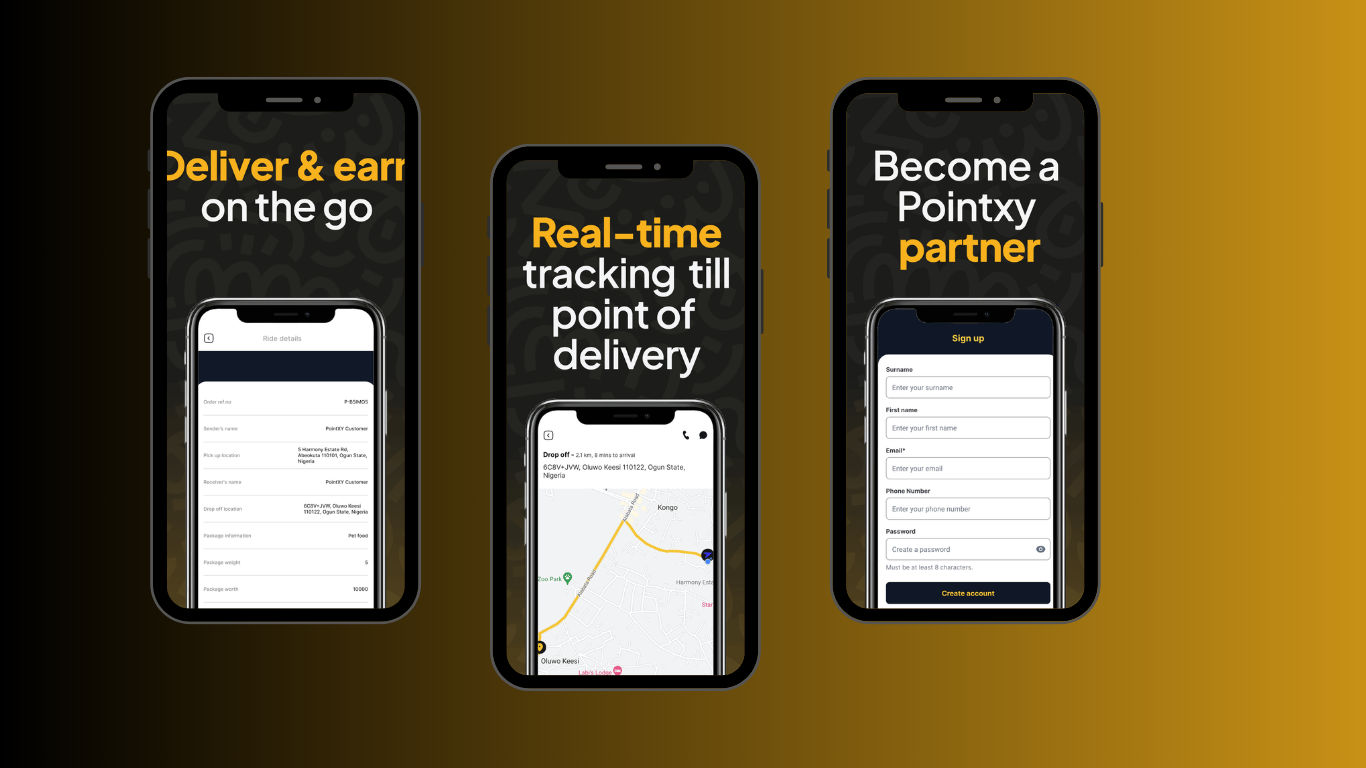 Deliver & earn
on the go
Ride details
Order ref.no P-B5IMO5
Sender's name PointXY Customer
Pick up location 5 Harmony Estate Rd,
Abeokuta 110101, Ogun State,
Nigeria
Receiver's name PointXY Customer
Drop off location 6C8V+JVW, Oluwo Keesi
110122, Ogun State, Nigeria
Package information Pet food
Package weight 5
Package worth 10000
Real-time
tracking till
point of
delivery
Drop off - 2.1 km, 8 mins to arrival
6C8V+JVW, Oluwo Keesi 110122, Ogun State,
Nigeria
Kongo
Zoo Park
Harmony Esta
Star
Oluwo Keesi
Labi's Lodge
Become a
Pointxy
partner
Sign up
Surname
Enter your surname
First name
Enter your first name
Email*
Enter your email
Phone Number
Enter your phone number
Password
Create a password
Must be at least 8 characters.
Create account